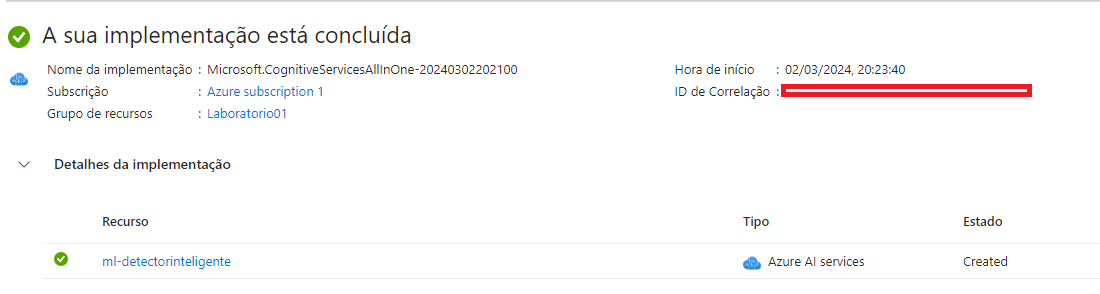 A sua implementação está concluída
Nome da implementação : Microsoft.CognitiveServicesAllInOne-20240302202100
Hora de início : 02/03/2024, 20:23:40
Subscrição : Azure subscription 1
ID de Correlação :
Grupo de recursos : Laboratorio01
Detalhes da implementação
Recurso Tipo Estado
ml-detectorinteligente Azure AI services Created